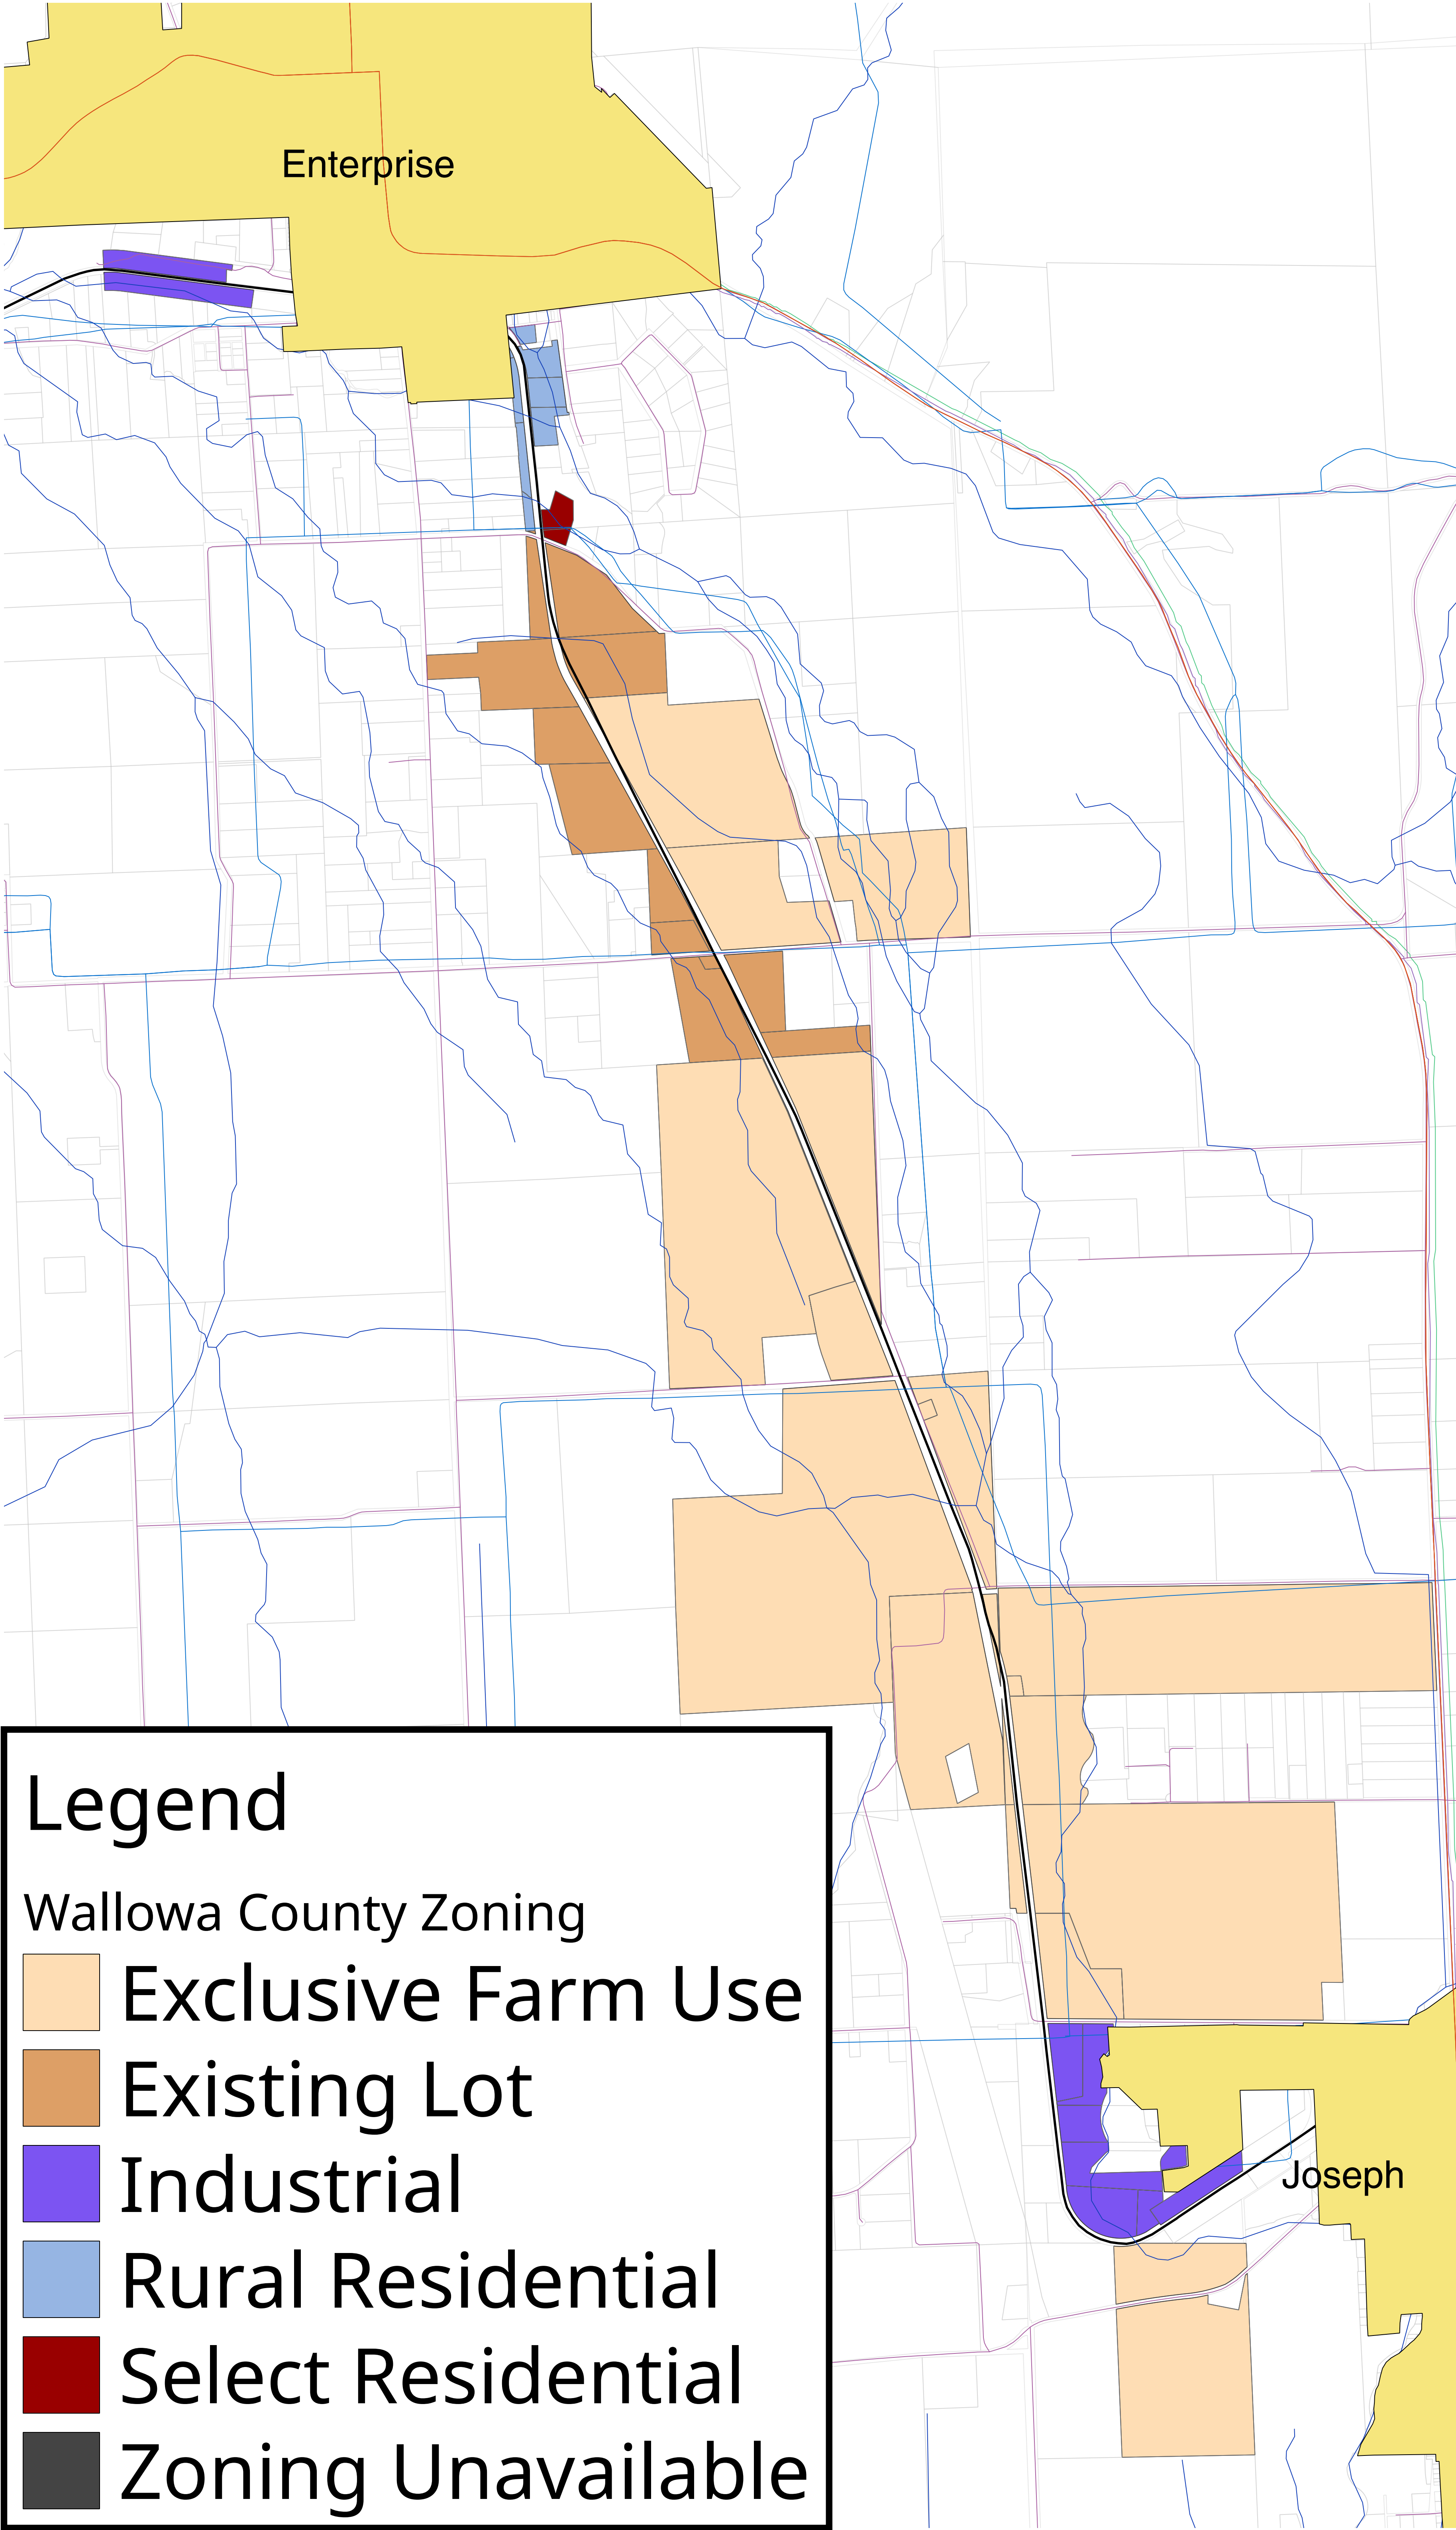 Enterprise
Joseph
Legend
Wallowa County Zoning
Exclusive Farm Use
Existing Lot
Industrial
Rural Residential
Select Residential
Zoning Unavailable